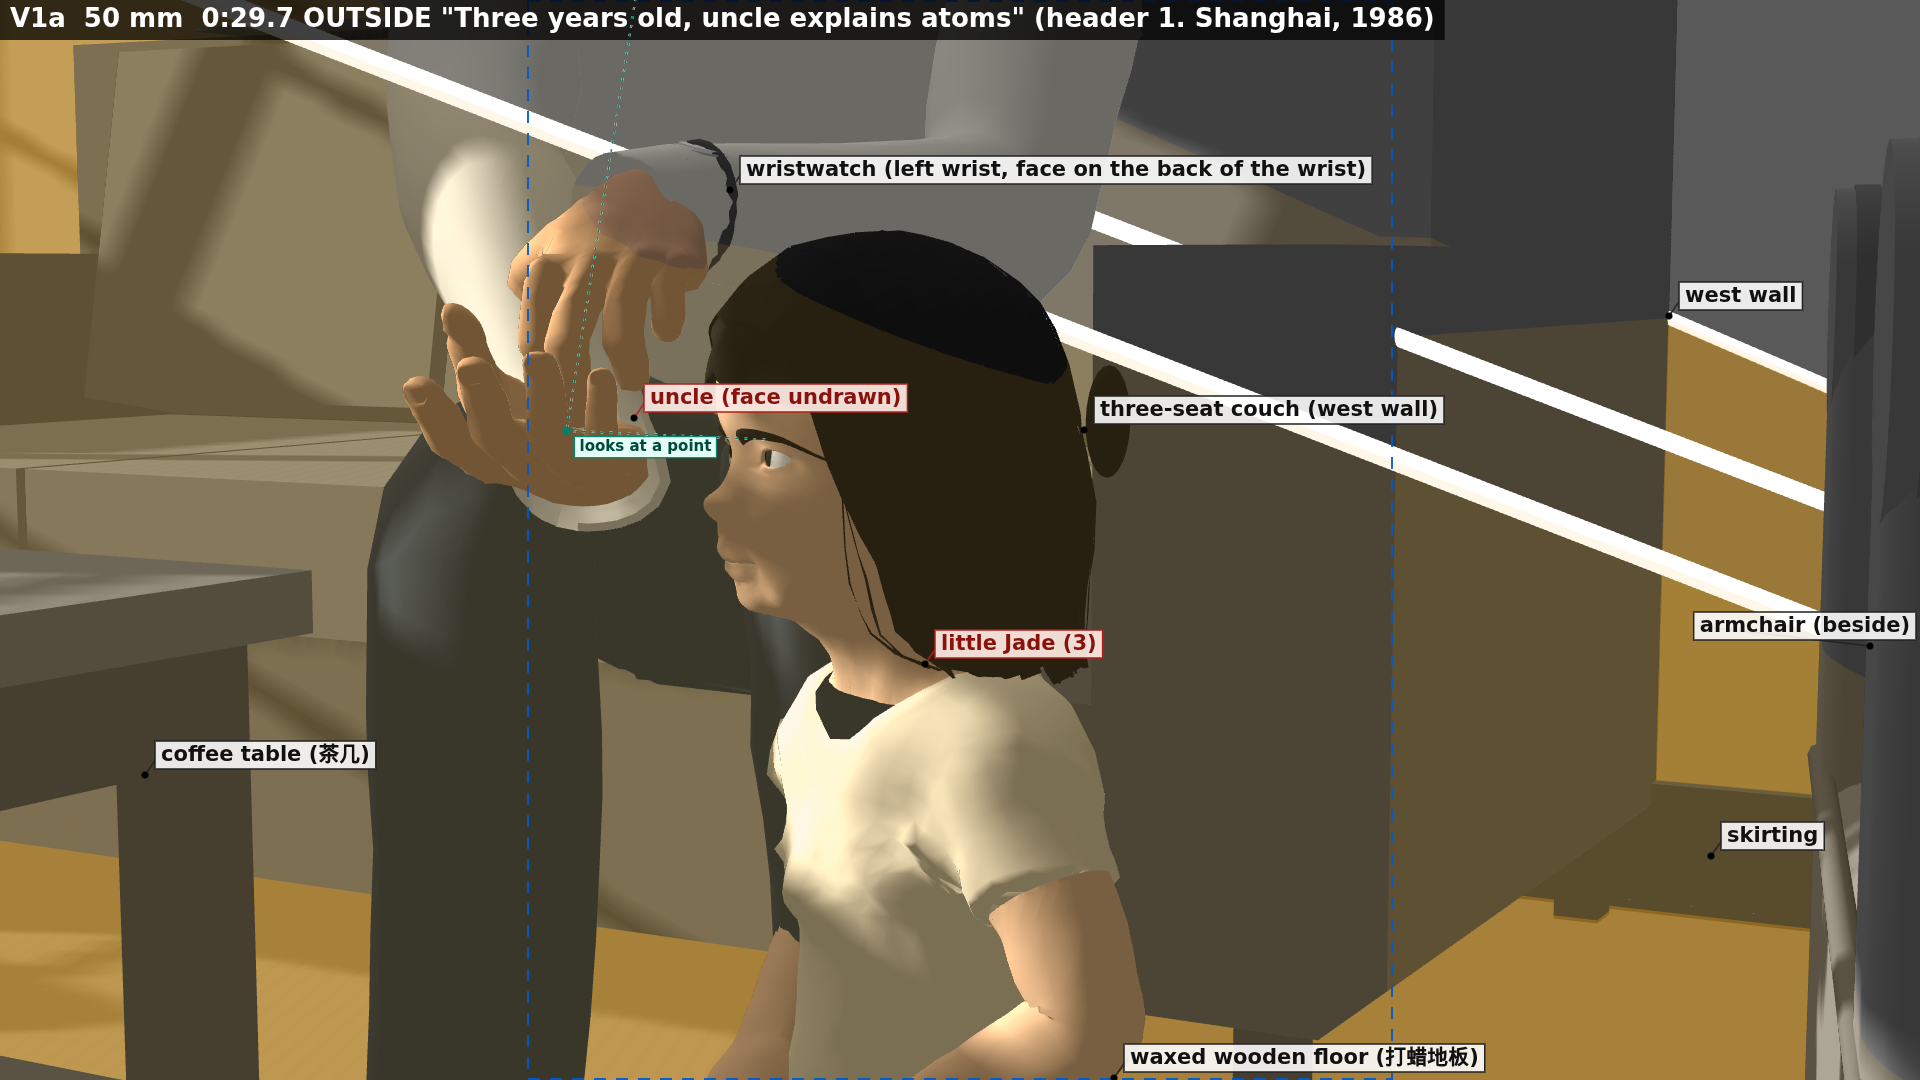 V1a  50 mm  0:29.7 OUTSIDE "Three years old, uncle explains atoms" (header 1. Shanghai, 1986)
wristwatch (left wrist, face on the back of the wrist)
west wall
uncle (face undrawn)
three-seat couch (west wall)
looks at a point
armchair (beside)
little Jade (3)
coffee table (茶几)
skirting
waxed wooden floor (打蜡地板)